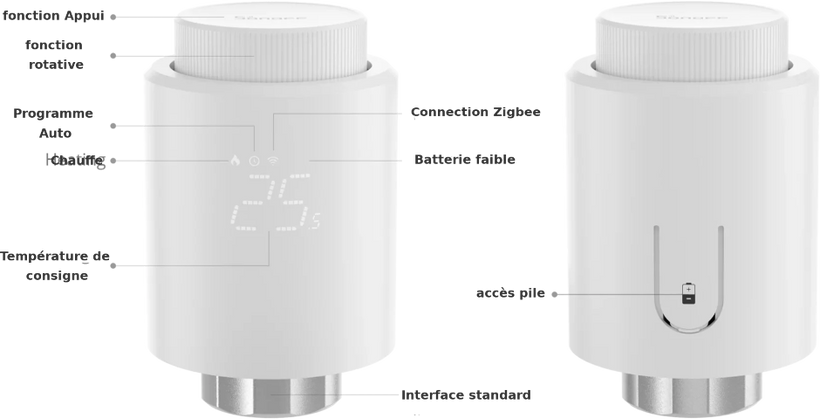 fonction Appui
SONOFF
fonction
rotative
Programme
Auto
Connection Zigbee
Chauffe
Batterie faible
25.5
Température de
consigne
accès pile
+
-
Interface standard